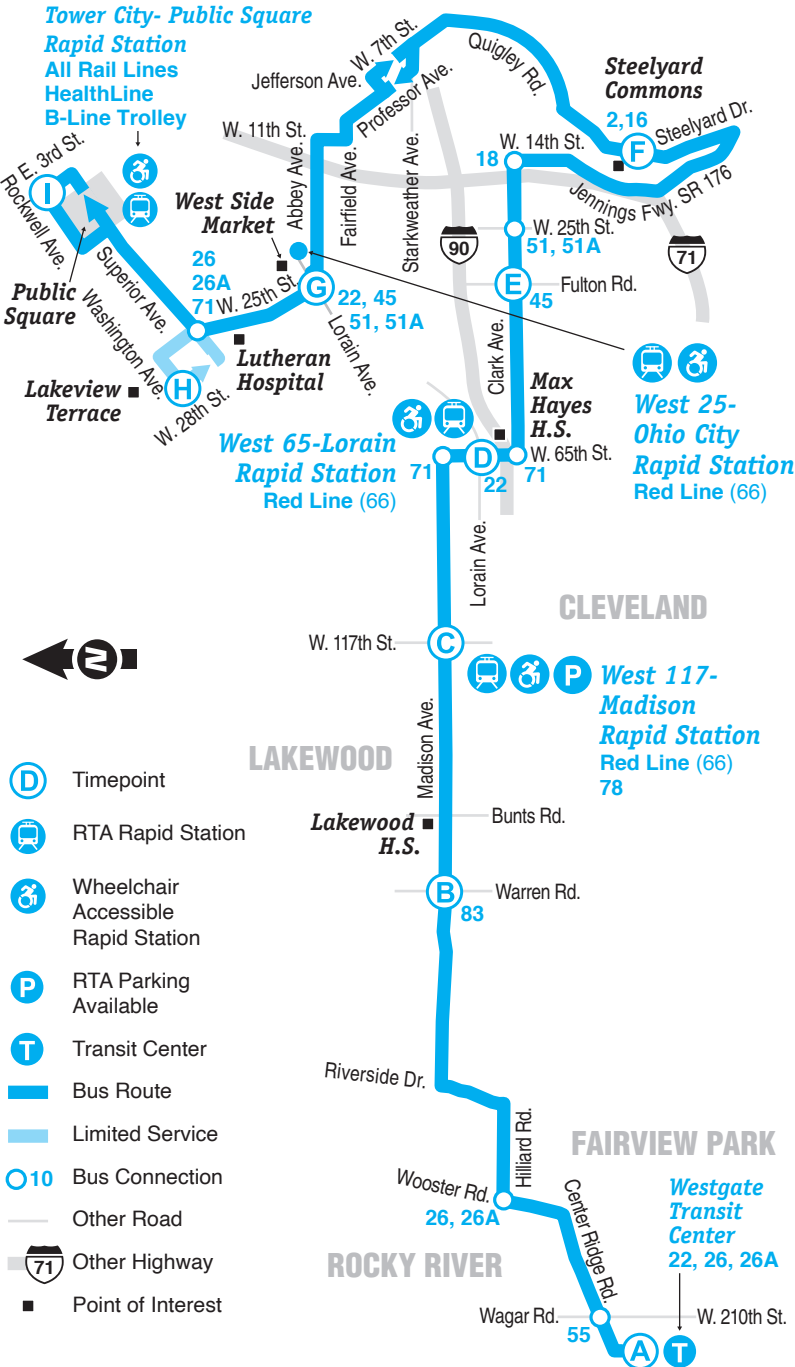 Tower City- Public Square
Rapid Station
All Rail Lines
HealthLine
B-Line Trolley
W. 7th St.
Quigley Rd.
Jefferson Ave.
Professor Ave.
Steelyard
Commons
2,16
F
Steelyard Dr.
W. 11th St.
Abbey Ave.
Fairfield Ave.
Starkweather Ave.
W. 14th St.
18
Jennings Fwy. SR 176
E. 3rd St.
I
Rockwell Ave.
West Side
Market
W. 25th St.
51, 51A
90
71
Public
Square
Superior Ave.
Washington Ave.
26
26A
71
W. 25th St.
G
22, 45
51, 51A
Lorain Ave.
E
Fulton Rd.
45
Clark Ave.
Lutheran
Hospital
H
Lakeview
Terrace
W. 28th St.
Max
Hayes
H.S.
West 25-
Ohio City
Rapid Station
Red Line (66)
West 65-Lorain
Rapid Station
Red Line (66)
71
D
22
W. 65th St.
71
Lorain Ave.
CLEVELAND
W. 117th St.
C
N
P
West 117-
Madison
Rapid Station
Red Line (66)
78
Madison Ave.
LAKEWOOD
Lakewood
H.S.
Bunts Rd.
B
Warren Rd.
83
Riverside Dr.
Hilliard Rd.
FAIRVIEW PARK
Wooster Rd.
26, 26A
Center Ridge Rd.
Westgate
Transit
Center
22, 26, 26A
ROCKY RIVER
Wagar Rd.
W. 210th St.
55
A
T
D Timepoint
RTA Rapid Station
Wheelchair
Accessible
Rapid Station
P RTA Parking
Available
T Transit Center
Bus Route
Limited Service
10 Bus Connection
Other Road
71 Other Highway
Point of Interest